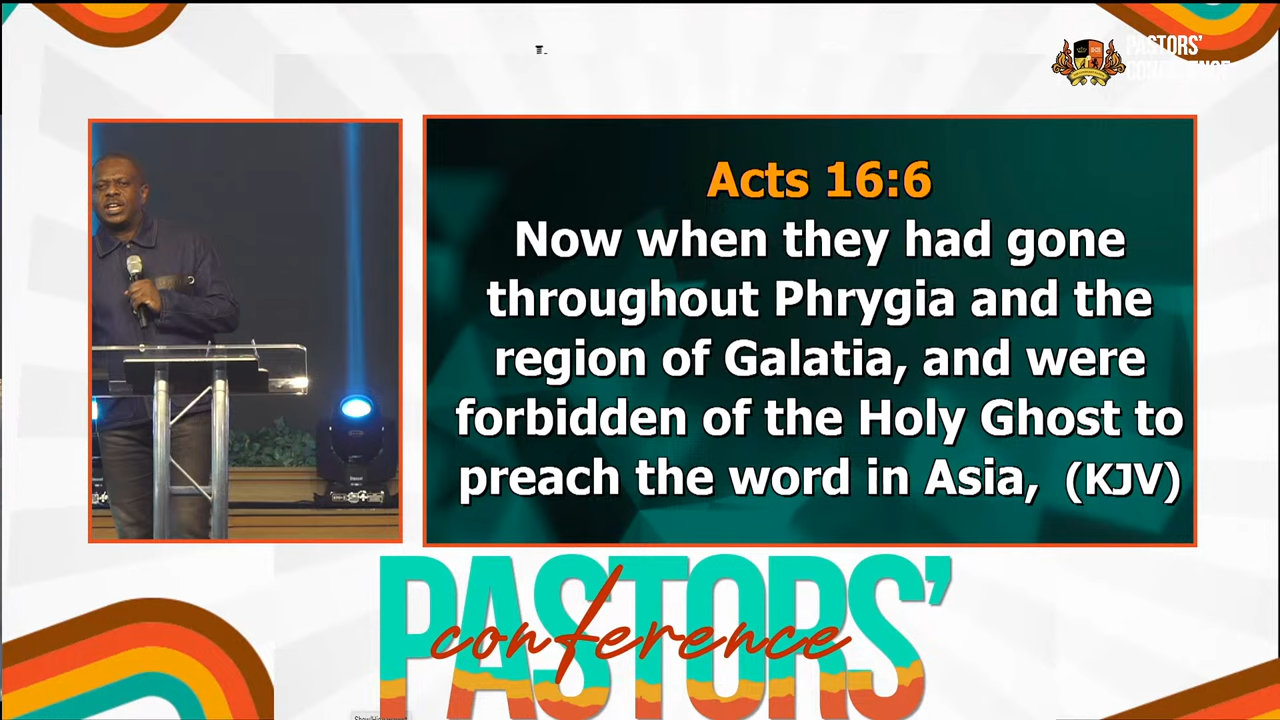 PASTORS'
CONFERENCE
Acts 16:6
Now when they had gone
throughout Phrygia and the
region of Galatia, and were
forbidden of the Holy Ghost to
preach the word in Asia, (KJV)
PASTORS'
conference